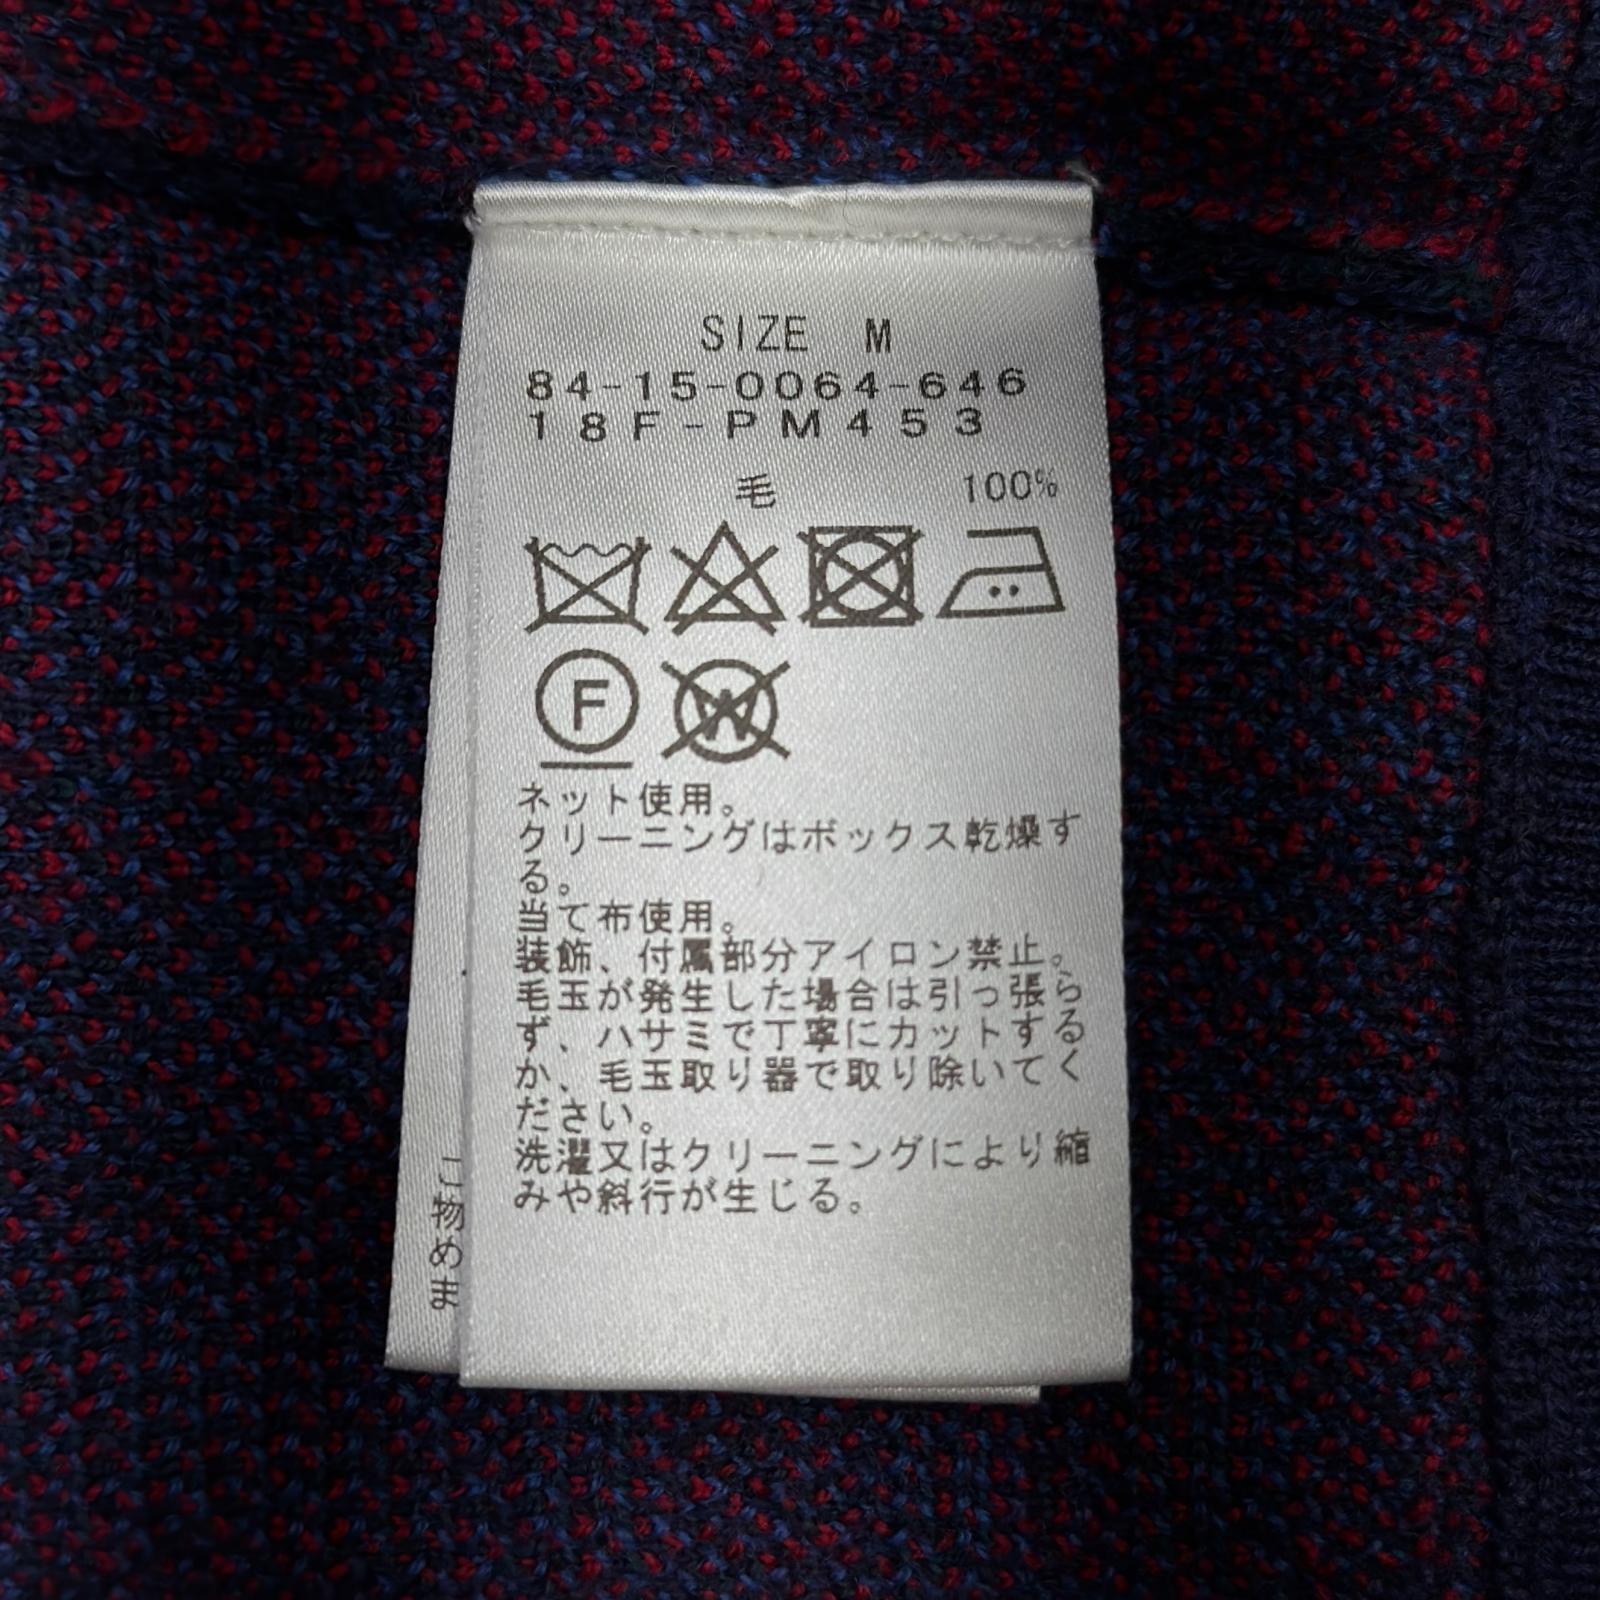 SIZE M
84-15-0064-646
18F-PM453
毛 100%
F
W
ネット使用。
クリーニングはボックス乾燥す
る。
当て布使用。
装飾、付属部分アイロン禁止。
毛玉が発生した場合は引っ張ら
ず、ハサミで丁寧にカットする
か、毛玉取り器で取り除いてく
ださい。
洗濯又はクリーニングにより縮
みや斜行が生じる。
こ
物
め
ま